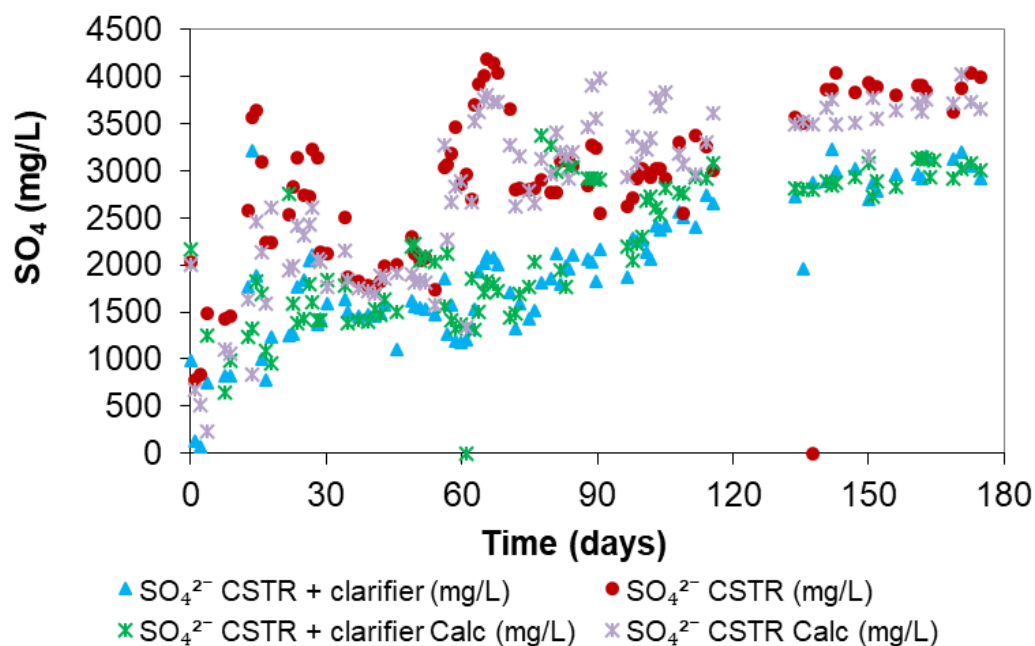 4500
4000
3500
3000
2500
2000
1500
1000
500
0
SO₄ (mg/L)
0 30 60 90 120 150 180
Time (days)
SO₄²⁻ CSTR + clarifier (mg/L) SO₄²⁻ CSTR (mg/L)
SO₄²⁻ CSTR + clarifier Calc (mg/L) SO₄²⁻ CSTR Calc (mg/L)